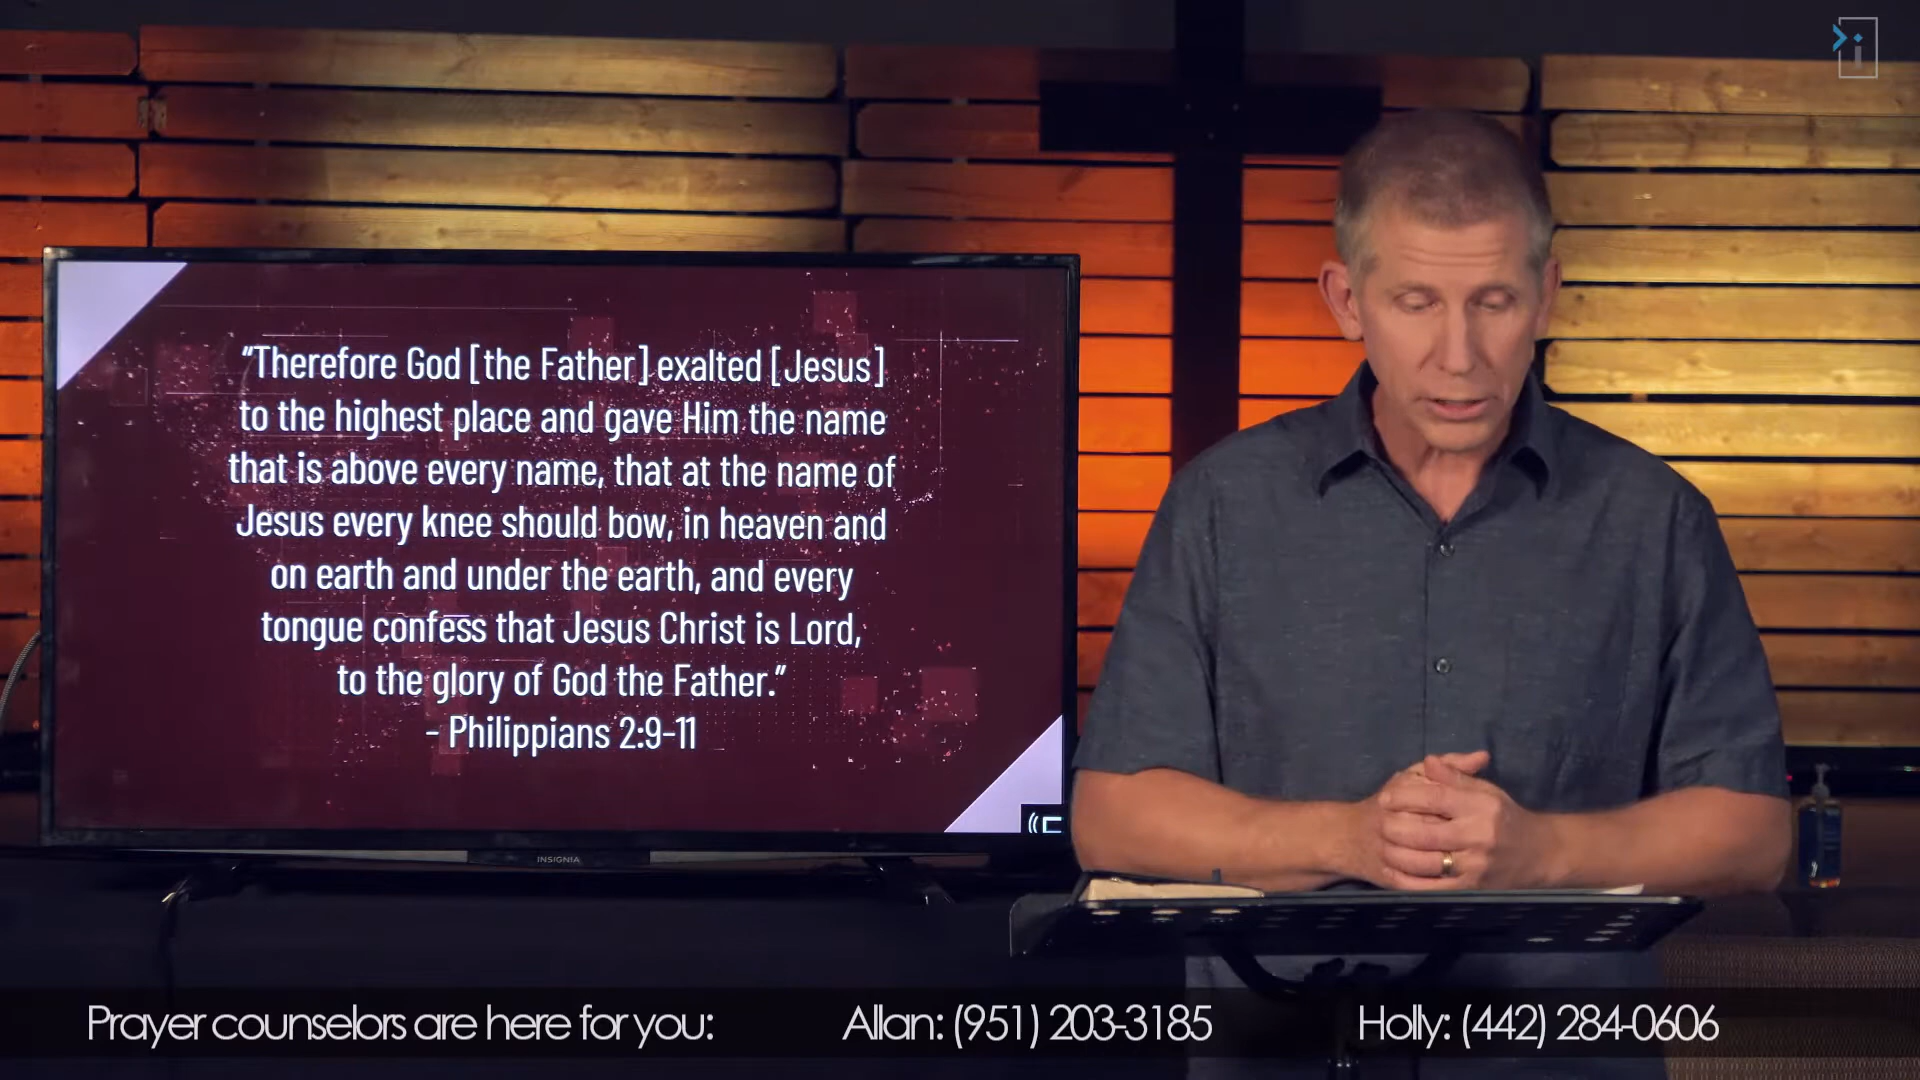 “Therefore God [the Father] exalted [Jesus]
to the highest place and gave Him the name
that is above every name, that at the name of
Jesus every knee should bow, in heaven and
on earth and under the earth, and every
tongue confess that Jesus Christ is Lord,
to the glory of God the Father.”
- Philippians 2:9-11
INSIGNIA
Prayer counselors are here for you: Allan: (951) 203-3185 Holly: (442) 284-0606